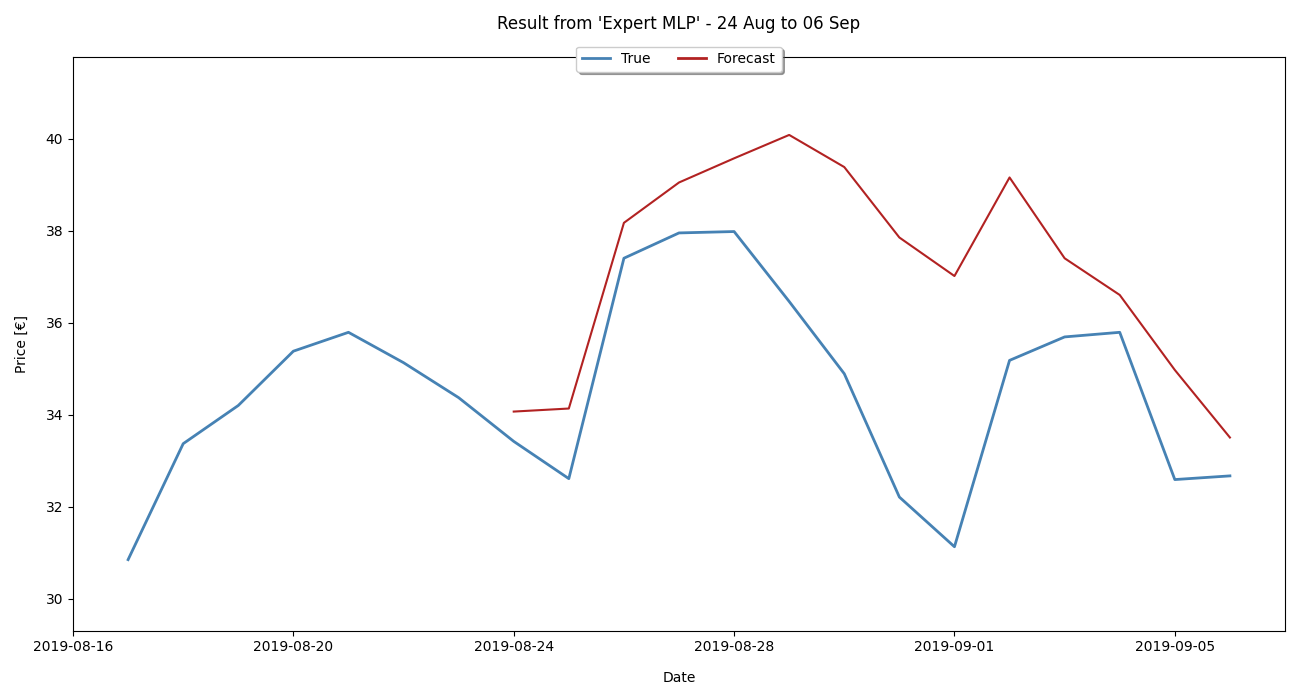 Result from 'Expert MLP' - 24 Aug to 06 Sep
True Forecast
40
38
36
34
32
30
Price [€]
2019-08-16 2019-08-20 2019-08-24 2019-08-28 2019-09-01 2019-09-05
Date